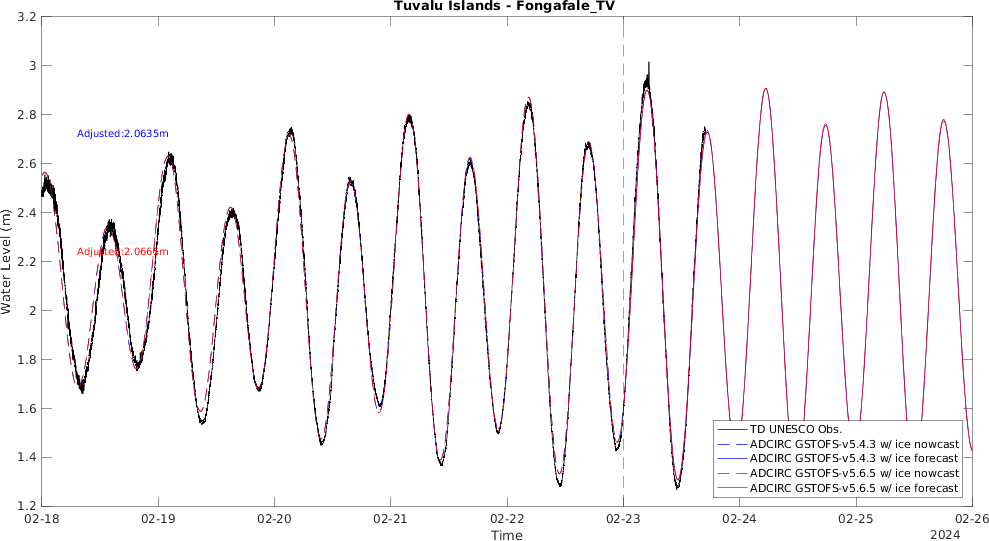 Tuvalu Islands - Fongafale_TV
3.2
3
2.8
2.6
2.4
2.2
2
1.8
1.6
1.4
1.2
Water Level (m)
Adjusted:2.0635m
Adjusted:2.0665m
TD UNESCO Obs.
ADCIRC GSTOFS-v5.4.3 w/ ice nowcast
ADCIRC GSTOFS-v5.4.3 w/ ice forecast
ADCIRC GSTOFS-v5.6.5 w/ ice nowcast
ADCIRC GSTOFS-v5.6.5 w/ ice forecast
02-18 02-19 02-20 02-21 02-22 02-23 02-24 02-25 02-26
Time
2024